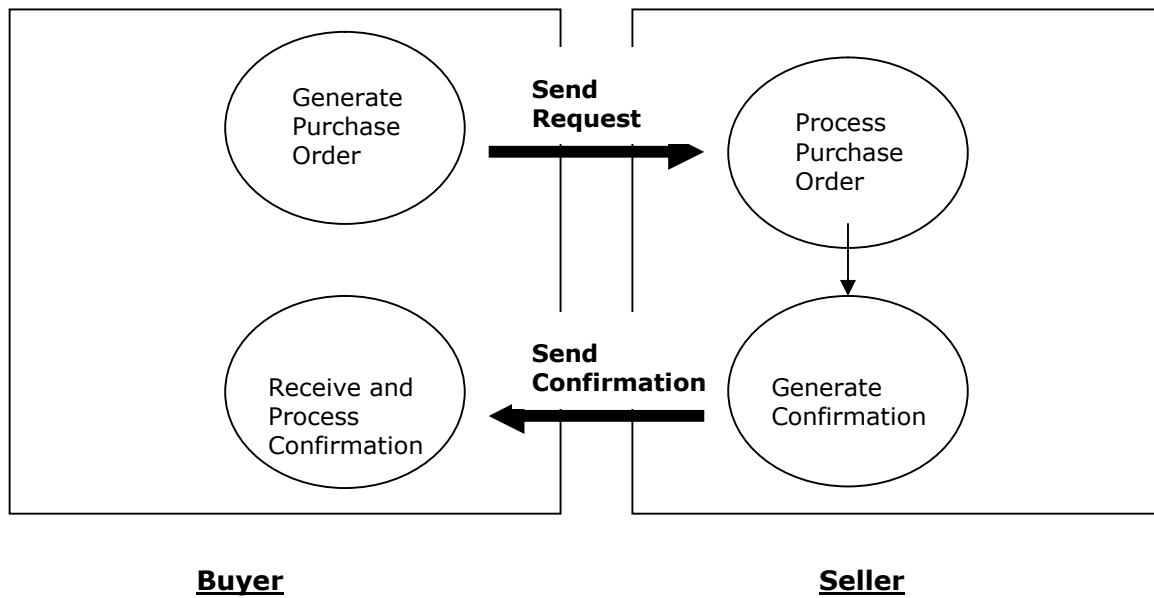 Generate
Purchase
Order
Send
Request
Process
Purchase
Order
Receive and
Process
Confirmation
Send
Confirmation
Generate
Confirmation
Buyer
Seller